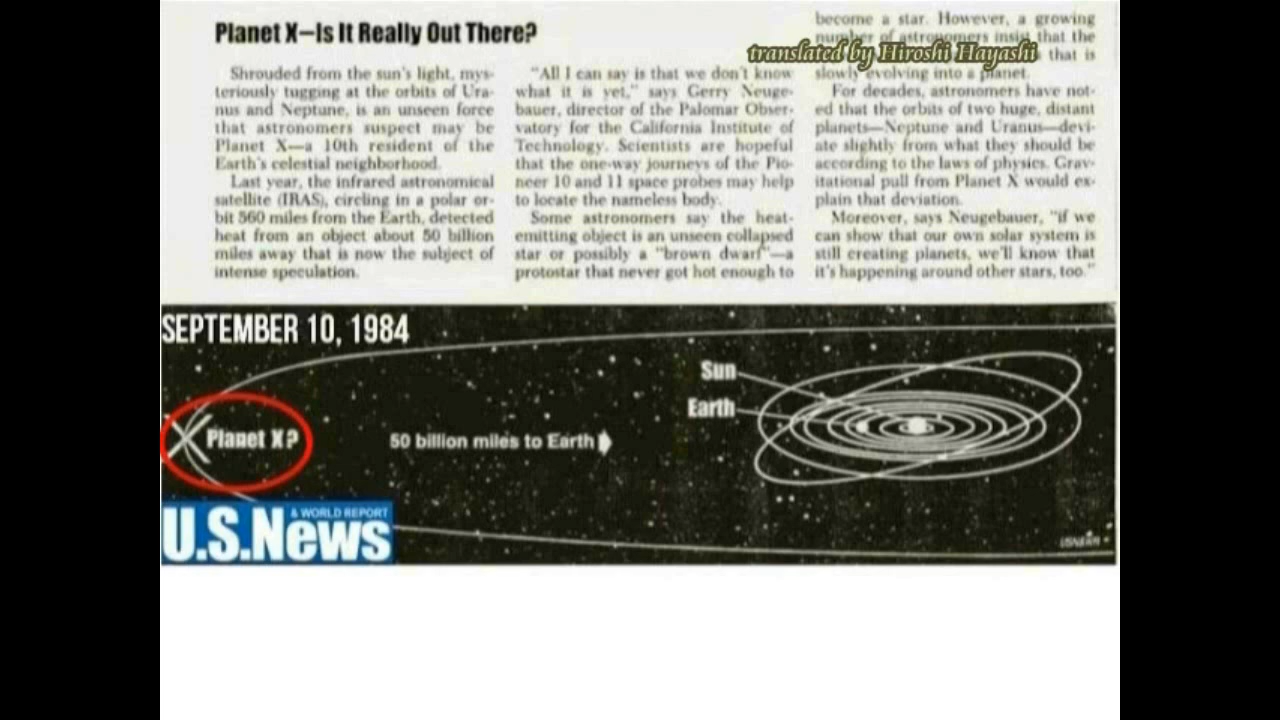 Planet X—Is It Really Out There?
Shrouded from the sun's light, mys-
teriously tugging at the orbits of Ura-
nus and Neptune, is an unseen force
that astronomers suspect may be
Planet X—a 10th resident of the
Earth's celestial neighborhood.
Last year, the infrared astronomical
satellite (IRAS), circling in a polar or-
bit 560 miles from the Earth, detected
heat from an object about 50 billion
miles away that is now the subject of
intense speculation.
"All I can say is that we don't know
what it is yet," says Gerry Neuge-
bauer, director of the Palomar Obser-
vatory for the California Institute of
Technology. Scientists are hopeful
that the one-way journeys of the Pio-
neer 10 and 11 space probes may help
to locate the nameless body.
Some astronomers say the heat-
emitting object is an unseen collapsed
star or possibly a "brown dwarf"—a
protostar that never got hot enough to
become a star. However, a growing
number of astronomers insist that the
that is
slowly evolving into a planet.
For decades, astronomers have not-
ed that the orbits of two huge, distant
planets—Neptune and Uranus—devi-
ate slightly from what they should be
according to the laws of physics. Grav-
itational pull from Planet X would ex-
plain that deviation.
Moreover, says Neugebauer, "if we
can show that our own solar system is
still creating planets, we'll know that
it's happening around other stars, too."
translated by Hiroshi Hayashi
SEPTEMBER 10, 1984
Sun
Earth
Planet X?
50 billion miles to Earth
& WORLD REPORT
U.S.News